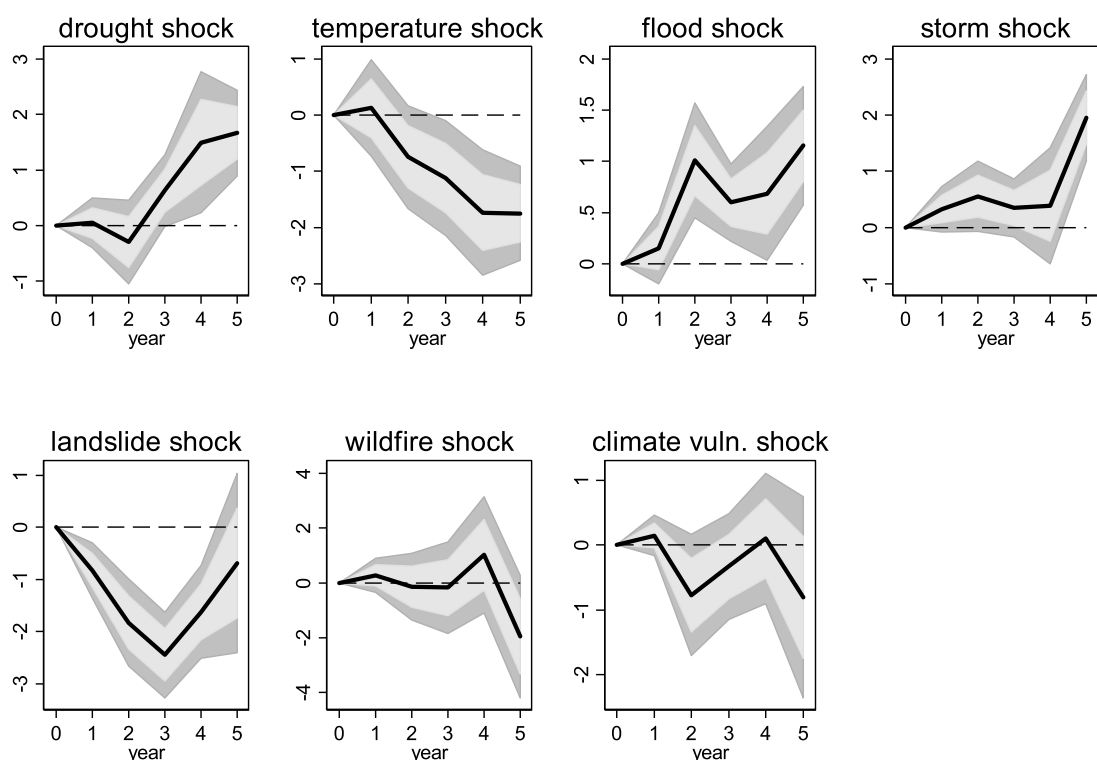 drought shock
3
2
1
0
-1
0 1 2 3 4 5
year
temperature shock
1
0
-1
-2
-3
0 1 2 3 4 5
year
flood shock
2
1.5
1
.5
0
0 1 2 3 4 5
year
storm shock
3
2
1
0
-1
0 1 2 3 4 5
year
landslide shock
1
0
-1
-2
-3
0 1 2 3 4 5
year
wildfire shock
4
2
0
-2
-4
0 1 2 3 4 5
year
climate vuln. shock
1
0
-1
-2
0 1 2 3 4 5
year